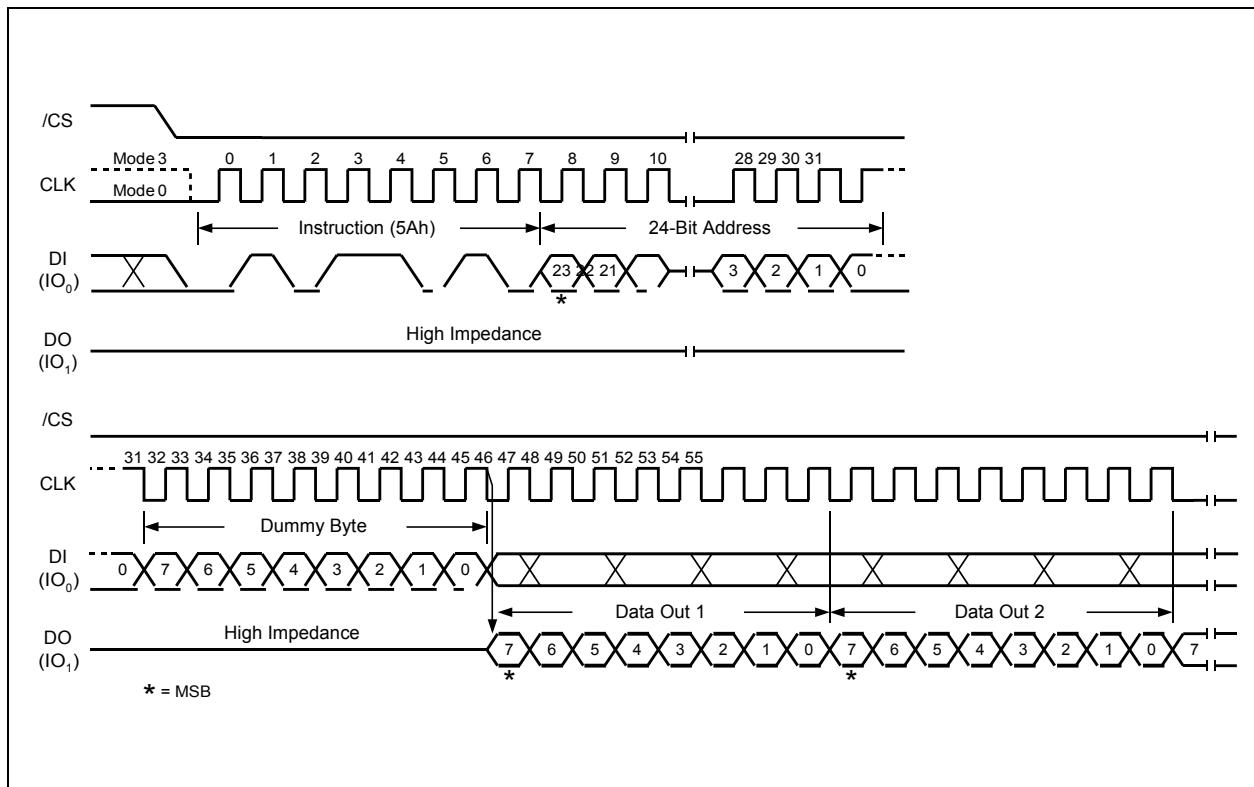 /CS
Mode 3 0 1 2 3 4 5 6 7 8 9 10 28 29 30 31
CLK
Mode 0
Instruction (5Ah) 24-Bit Address
DI
(IO0)
23 22 21 3 2 1 0
*
High Impedance
DO
(IO1)
/CS
31 32 33 34 35 36 37 38 39 40 41 42 43 44 45 46 47 48 49 50 51 52 53 54 55
CLK
Dummy Byte
DI
(IO0)
0 7 6 5 4 3 2 1 0
Data Out 1 Data Out 2
High Impedance
DO
(IO1)
7 6 5 4 3 2 1 0 7 6 5 4 3 2 1 0 7
* *
* = MSB